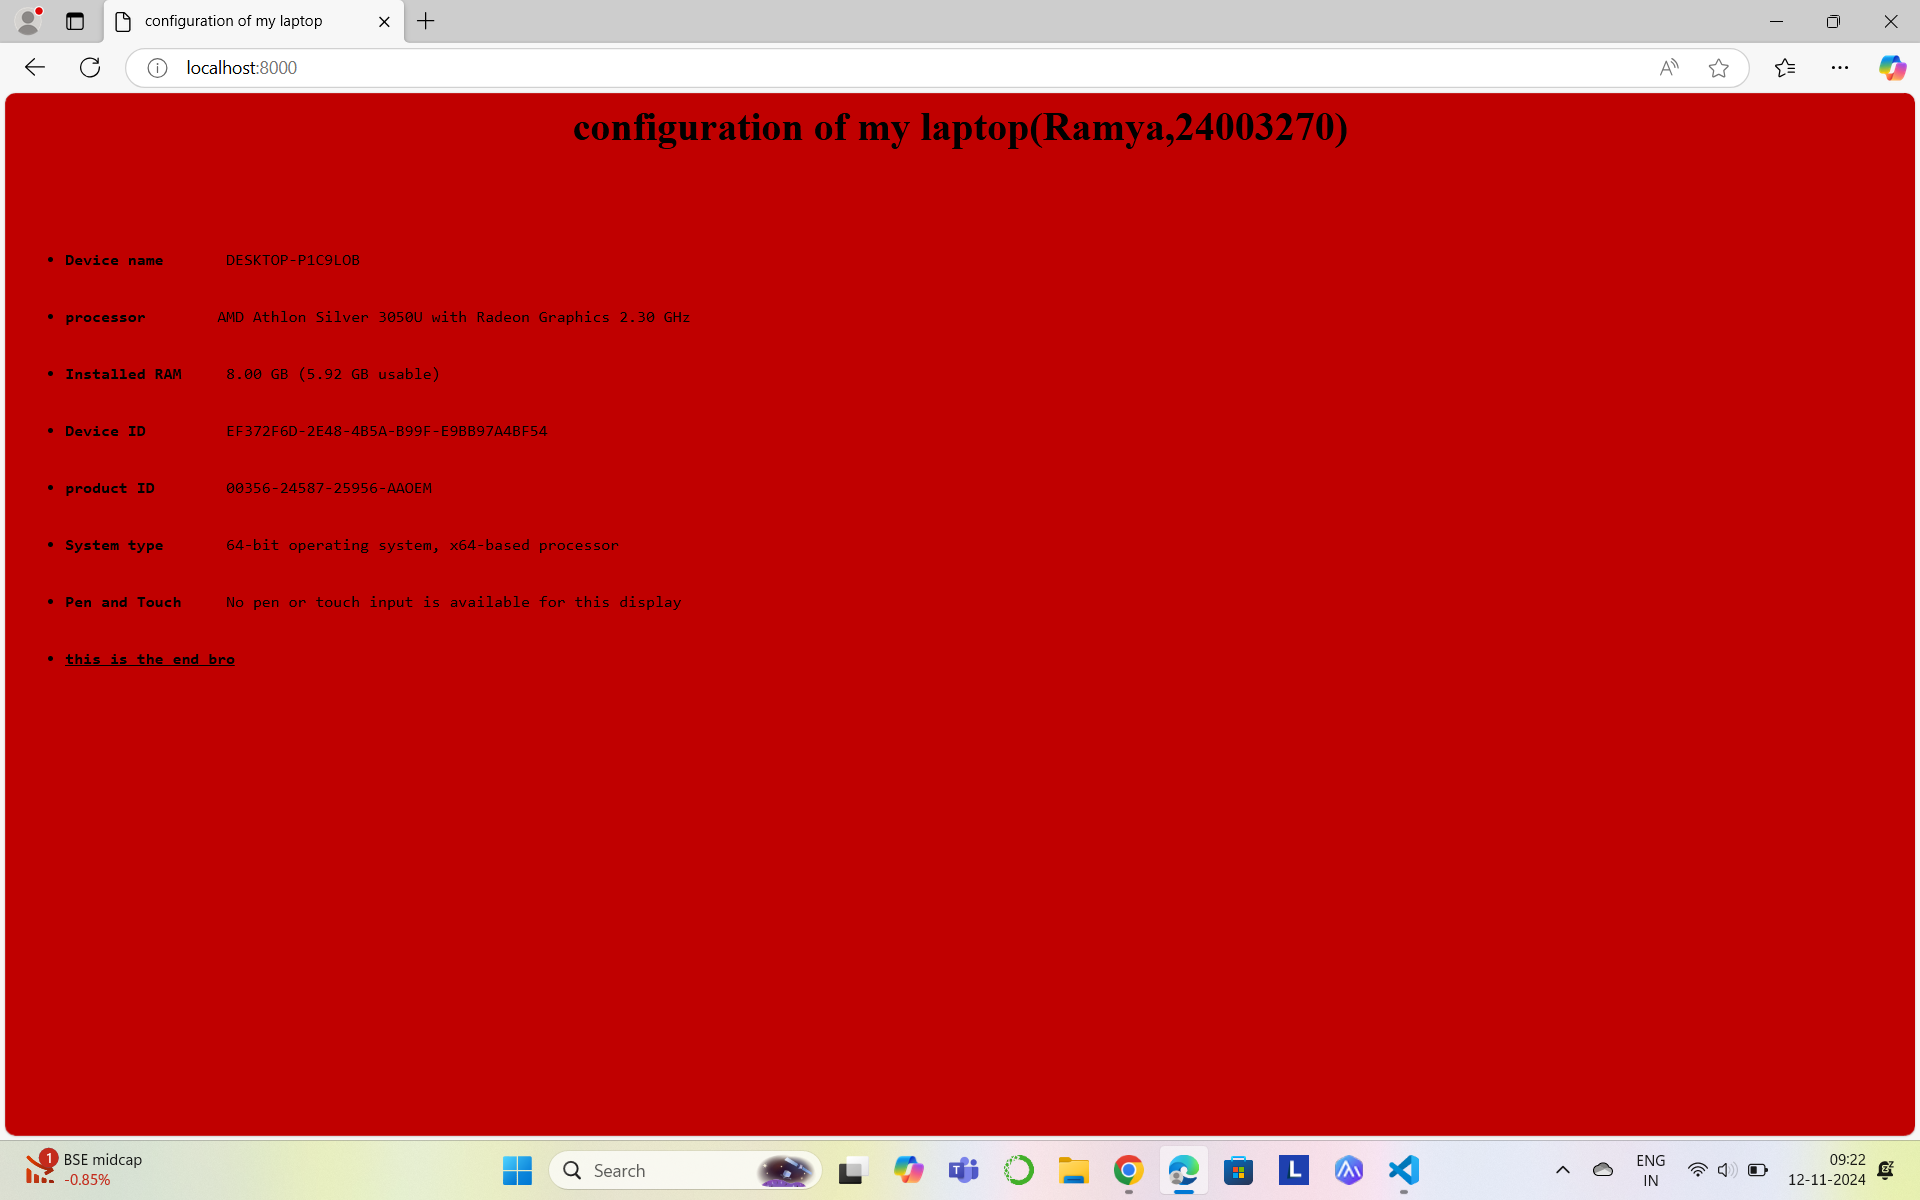 configuration of my laptop
localhost:8000
configuration of my laptop(Ramya,24003270)
• Device name DESKTOP-P1C9LOB
• processor AMD Athlon Silver 3050U with Radeon Graphics 2.30 GHz
• Installed RAM 8.00 GB (5.92 GB usable)
• Device ID EF372E6D-2E48-4B5A-B99F-E9BB97A4BF54
• product ID 00356-24587-25956-AAOEM
• System type 64-bit operating system, x64-based processor
• Pen and Touch No pen or touch input is available for this display
• this is the end bro
1
BSE midcap
-0.85%
Search
ENG
IN
09:22
12-11-2024